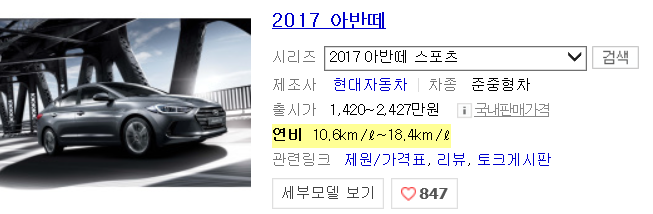 2017 아반떼
시리즈 2017 아반떼 스포츠 검색
제조사 현대자동차 차종 준중형차
출시가 1,420~2,427만원 i 국내판매가격
연비 10.6km/ℓ~18.4km/ℓ
관련링크 제원/가격표, 리뷰, 토크게시판
세부모델 보기 847